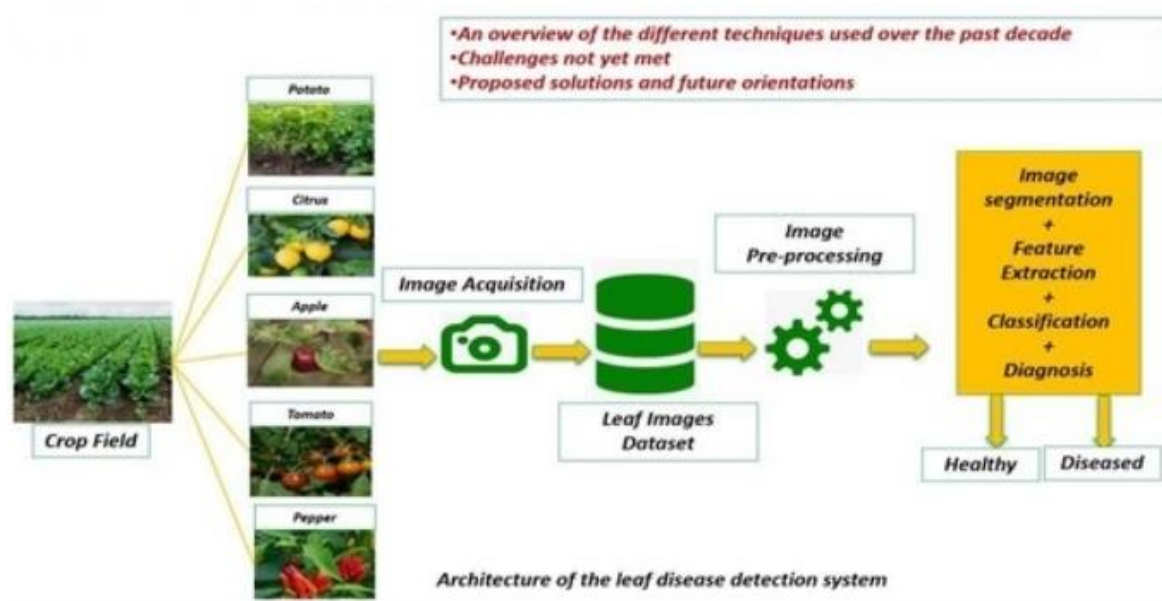 •An overview of the different techniques used over the past decade
•Challenges not yet met
•Proposed solutions and future orientations
Potato
Citrus
Apple
Tomato
Pepper
Crop Field
Image Acquisition
Leaf Images
Dataset
Image
Pre-processing
Image
segmentation
+
Feature
Extraction
+
Classification
+
Diagnosis
Healthy
Diseased
Architecture of the leaf disease detection system